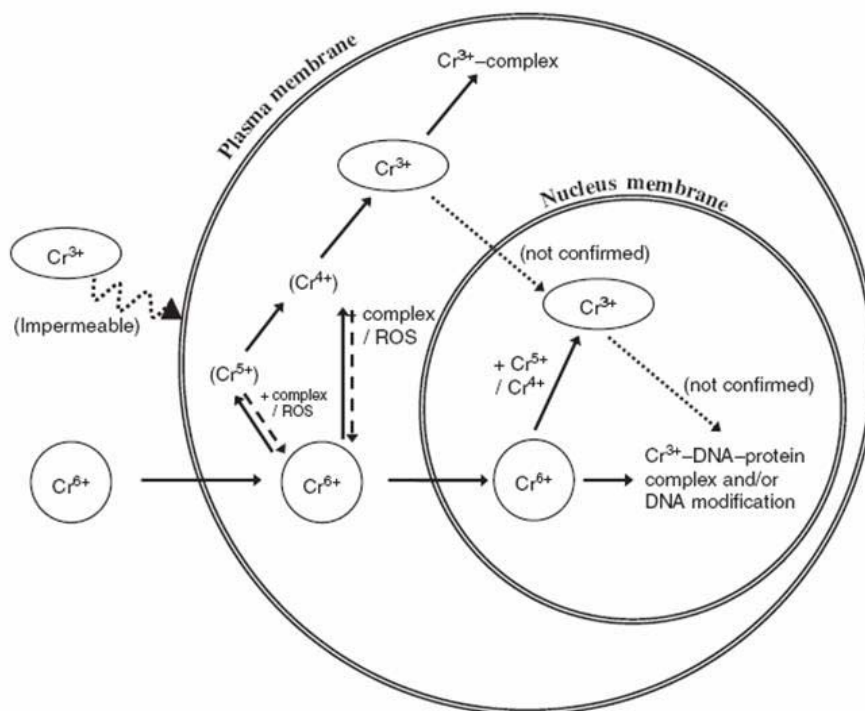 Plasma membrane
Cr³⁺–complex
Cr³⁺
Nucleus membrane
Cr³⁺
(Impermeable)
(not confirmed)
(Cr⁴⁺)
Cr³⁺
+ complex
/ ROS
(Cr⁵⁺)
+ complex
/ ROS
+ Cr⁵⁺
/ Cr⁴⁺
(not confirmed)
Cr⁶⁺
Cr⁶⁺
Cr⁶⁺
Cr³⁺–DNA–protein
complex and/or
DNA modification